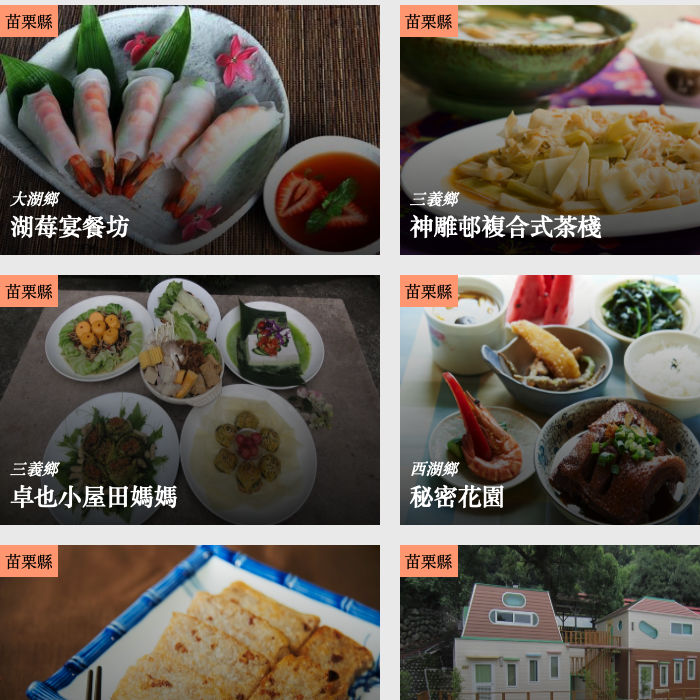 苗栗縣
大湖鄉
湖莓宴餐坊
苗栗縣
三義鄉
神雕邨複合式茶棧
苗栗縣
三義鄉
卓也小屋田媽媽
苗栗縣
西湖鄉
秘密花園
苗栗縣
苗栗縣